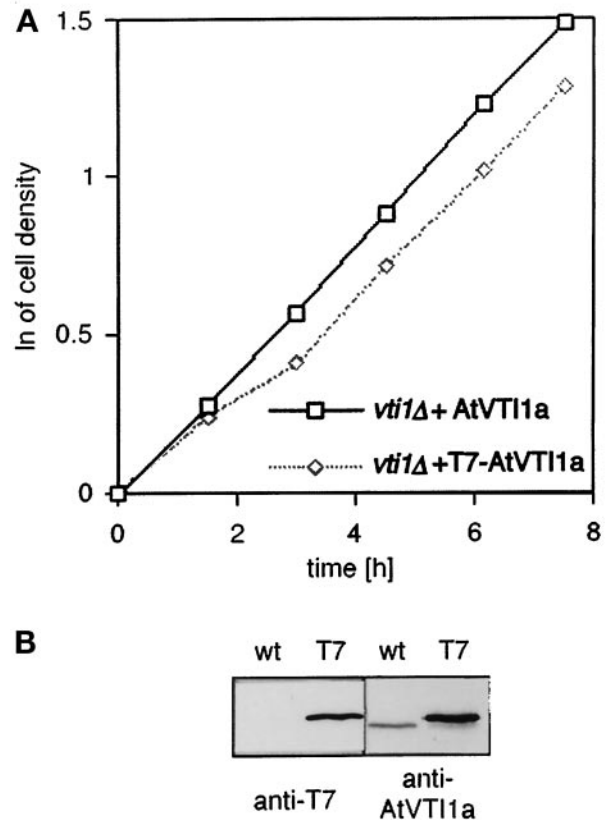 A
ln of cell density
1.5
1
0.5
0
0
2
4
6
8
time [h]
vti1Δ + AtVTI1a
vti1Δ +T7-AtVTI1a
B
wt T7 wt T7
anti-T7
anti-
AtVTI1a